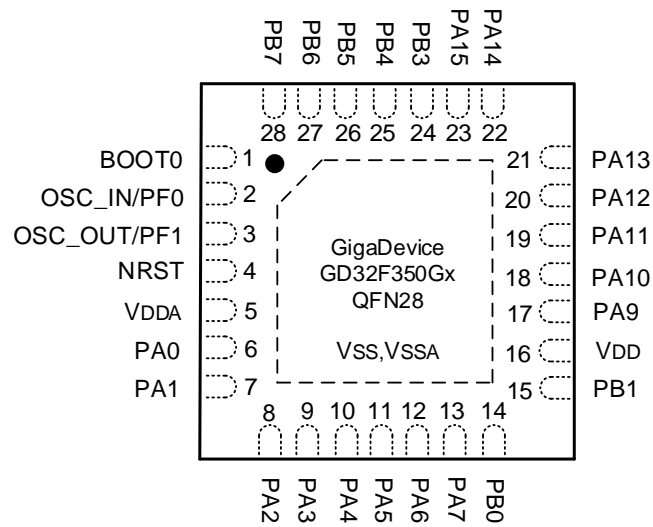 PB7
PB6
PB5
PB4
PB3
PA15
PA14
28
27
26
25
24
23
22
BOOT0 1
OSC_IN/PF0 2
OSC_OUT/PF1 3
NRST 4
VDDA 5
PA0 6
PA1 7
GigaDevice
GD32F350Gx
QFN28
VSS,VSSA
21 PA13
20 PA12
19 PA11
18 PA10
17 PA9
16 VDD
15 PB1
8
9
10
11
12
13
14
PA2
PA3
PA4
PA5
PA6
PA7
PB0